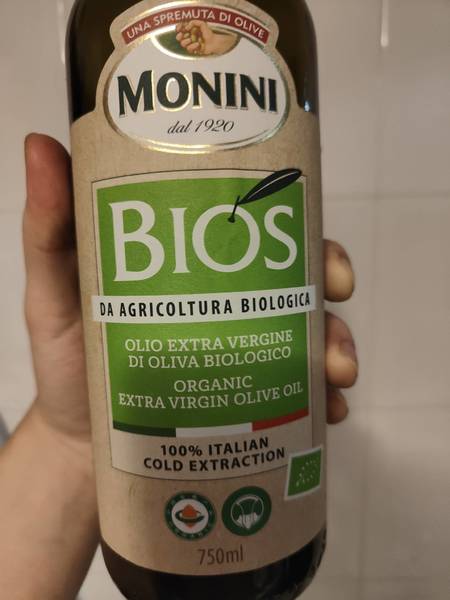 UNA SPREMUTA DI OLIVE
MONINI
dal 1920
BIOS
DA AGRICOLTURA BIOLOGICA
OLIO EXTRA VERGINE
DI OLIVA BIOLOGICO
ORGANIC
EXTRA VIRGIN OLIVE OIL
100% ITALIAN
COLD EXTRACTION
750ml